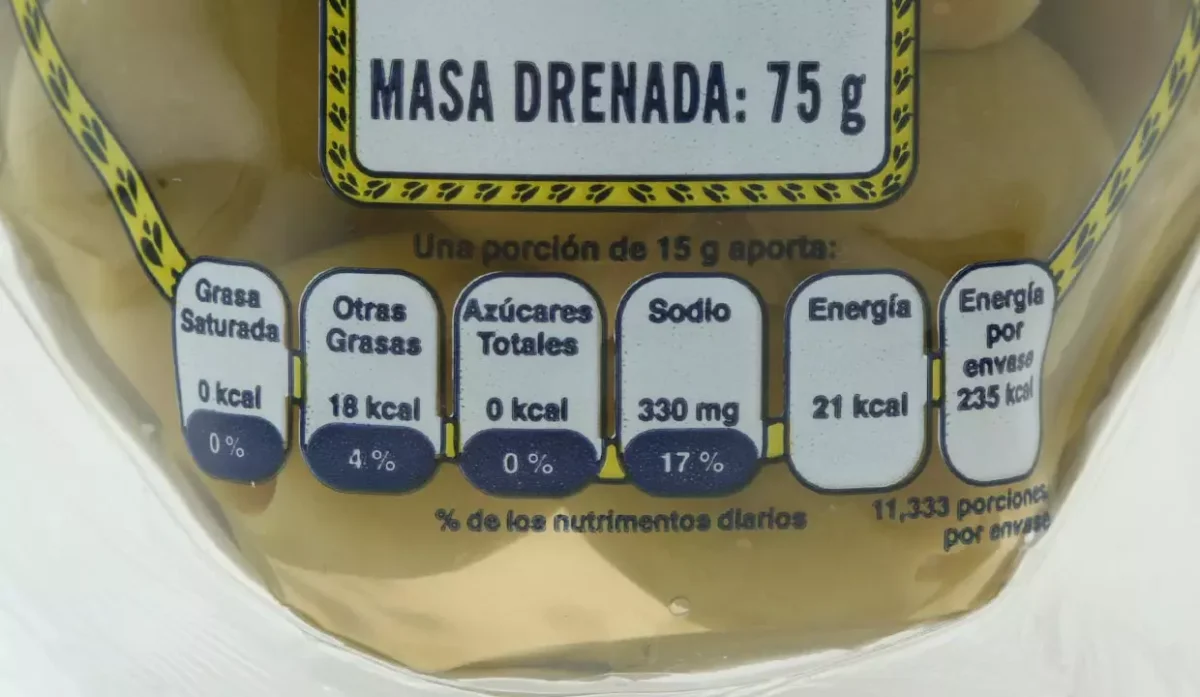 MASA DRENADA: 75 g
Una porción de 15 g aporta:
Grasa
Saturada
0 kcal
0 %
Otras
Grasas
18 kcal
4 %
Azúcares
Totales
0 kcal
0 %
Sodio
330 mg
17 %
Energía
21 kcal
Energía
por
envase
235 kcal
% de los nutrimentos diarios
11,333 porciones
por envase